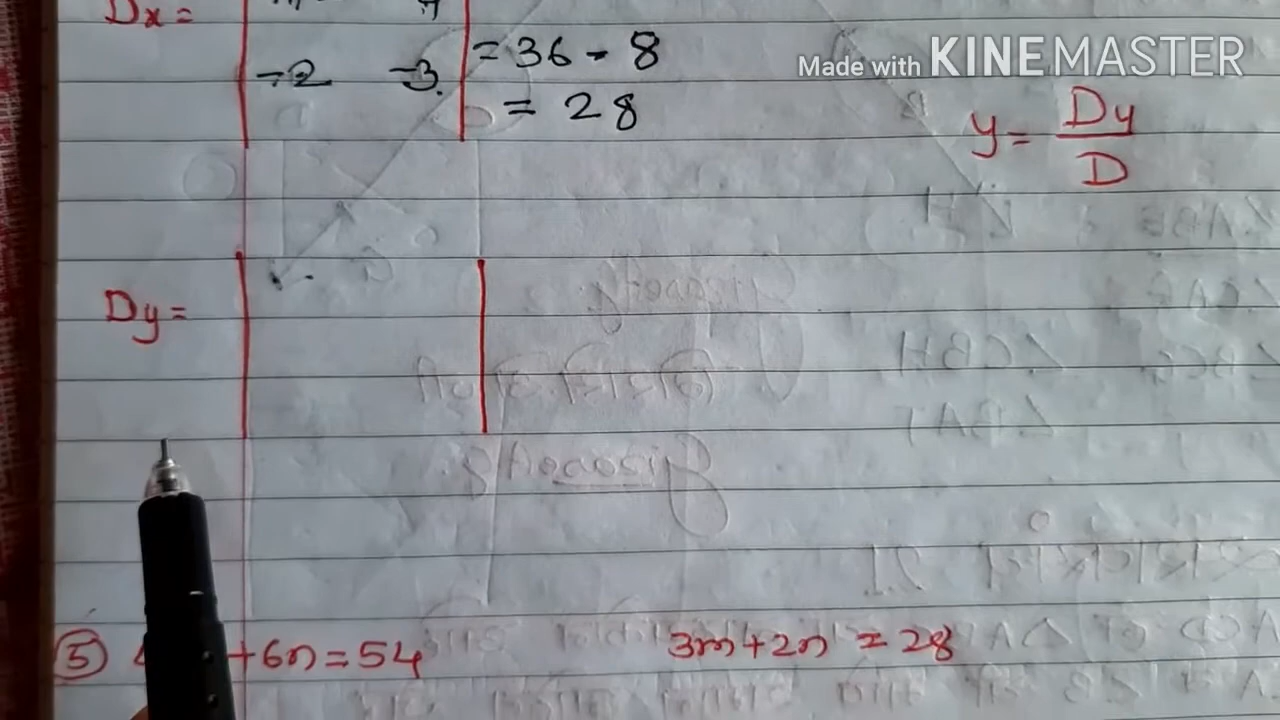 Made with KINEMASTER
Dx=
-2 -3 = 36 - 8
= 28
y = Dy
D
Dy=
5 +6n=54 3m+2n = 28